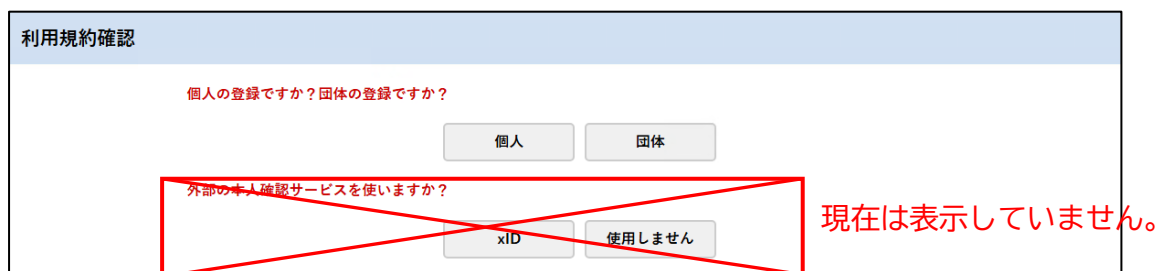 利用規約確認
個人の登録ですか？団体の登録ですか？
個人 団体
外部の本人確認サービスを使いますか？
xID 使用しません
現在は表示していません。